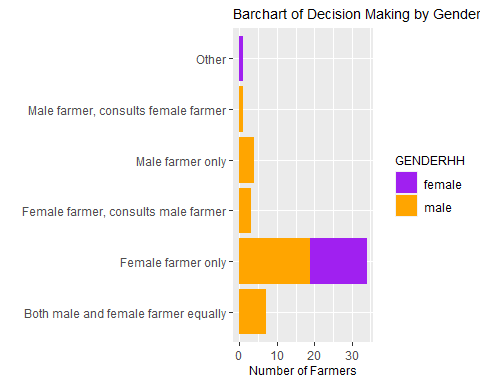 Barchart of Decision Making by Gender
Other
Male farmer, consults female farmer
Male farmer only
Female farmer, consults male farmer
Female farmer only
Both male and female farmer equally
0 10 20 30
Number of Farmers
GENDERHH
female
male